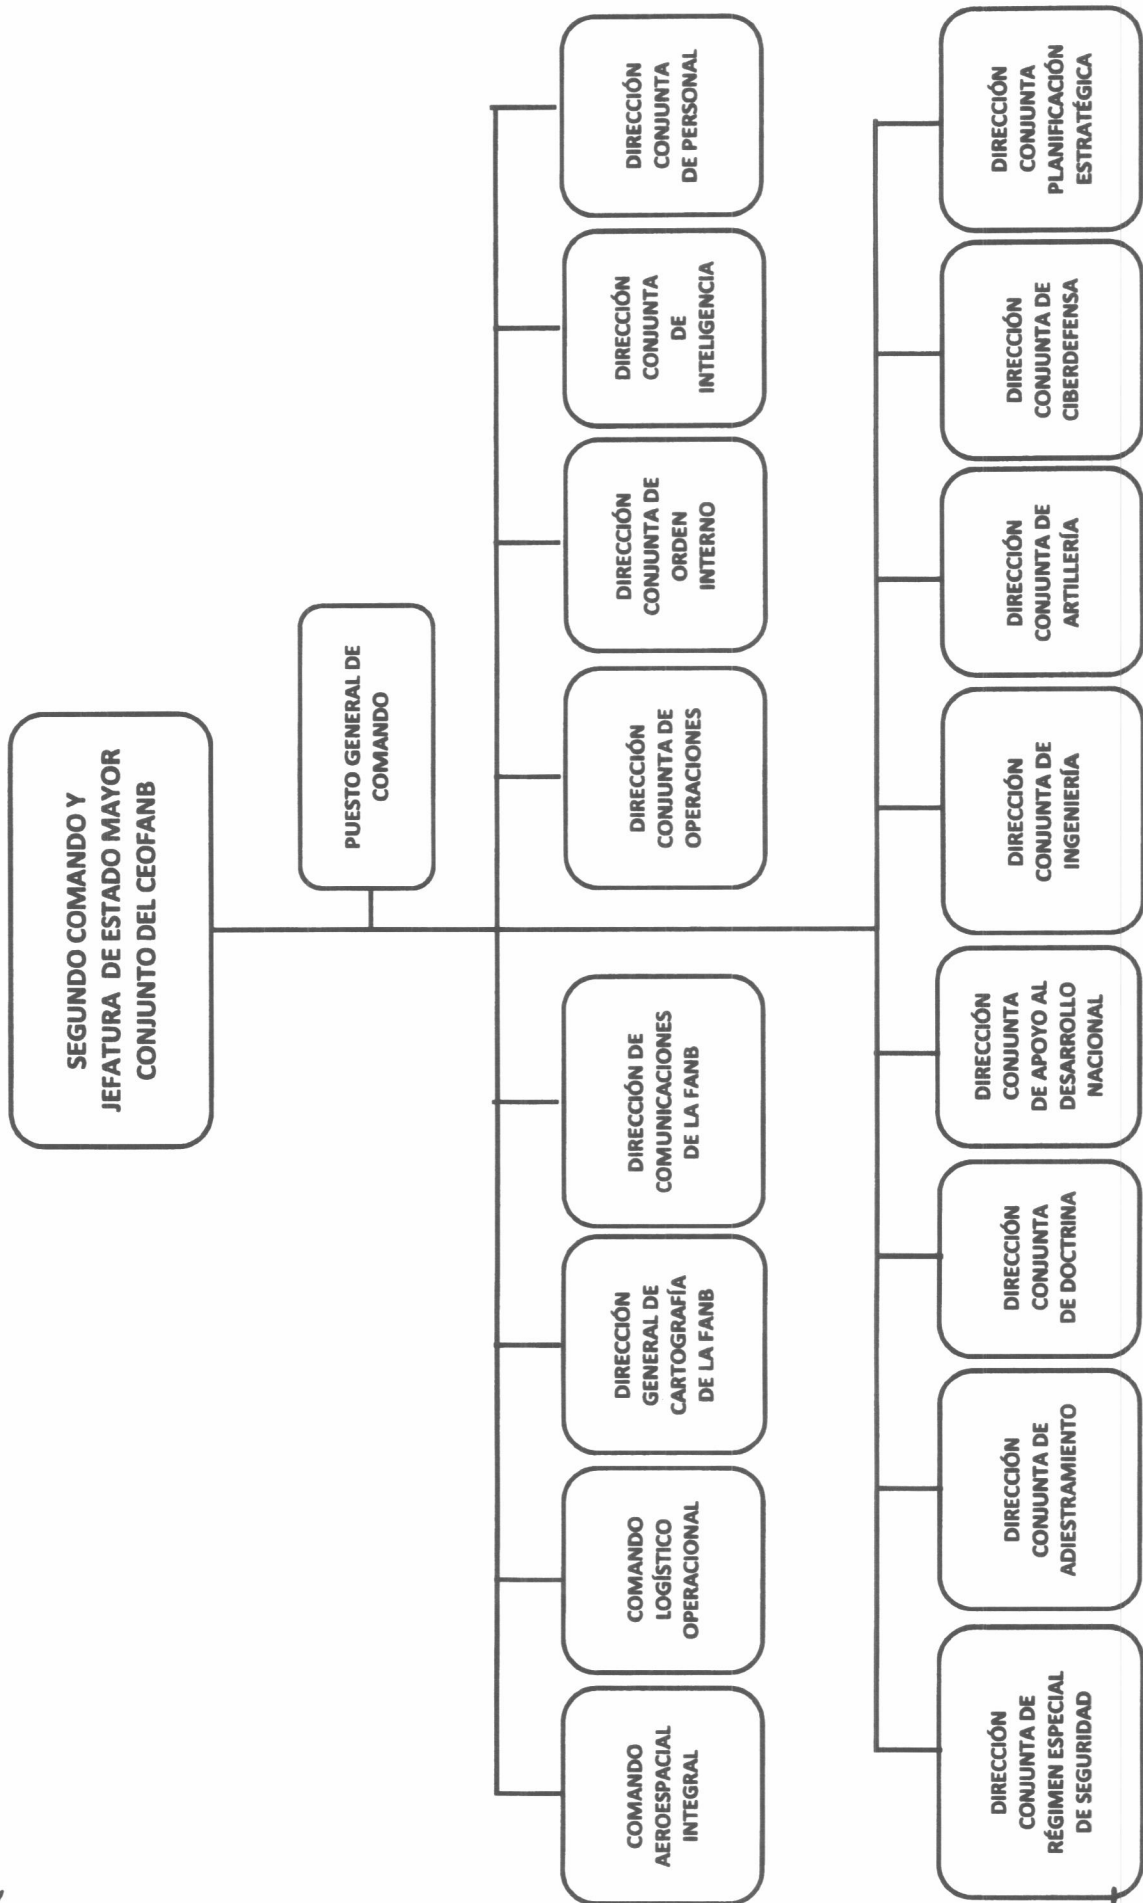 SEGUNDO COMANDO Y
JEFATURA DE ESTADO MAYOR
CONJUNTO DEL CEOFANB
PUESTO GENERAL DE
COMANDO
COMANDO
AEROESPACIAL
INTEGRAL
COMANDO
LOGÍSTICO
OPERACIONAL
DIRECCIÓN
GENERAL DE
CARTOGRAFÍA
DE LA FANB
DIRECCIÓN DE
COMUNICACIONES
DE LA FANB
DIRECCIÓN
CONJUNTA DE
OPERACIONES
DIRECCIÓN
CONJUNTA DE
ORDEN
INTERNO
DIRECCIÓN
CONJUNTA
DE
INTELIGENCIA
DIRECCIÓN
CONJUNTA
DE PERSONAL
DIRECCIÓN
CONJUNTA DE
RÉGIMEN ESPECIAL
DE SEGURIDAD
DIRECCIÓN
CONJUNTA DE
ADIESTRAMIENTO
DIRECCIÓN
CONJUNTA
DE DOCTRINA
DIRECCIÓN
CONJUNTA
DE APOYO AL
DESARROLLO
NACIONAL
DIRECCIÓN
CONJUNTA DE
INGENIERÍA
DIRECCIÓN
CONJUNTA DE
ARTILLERÍA
DIRECCIÓN
CONJUNTA DE
CIBERDEFENSA
DIRECCIÓN
CONJUNTA
PLANIFICACIÓN
ESTRATÉGICA